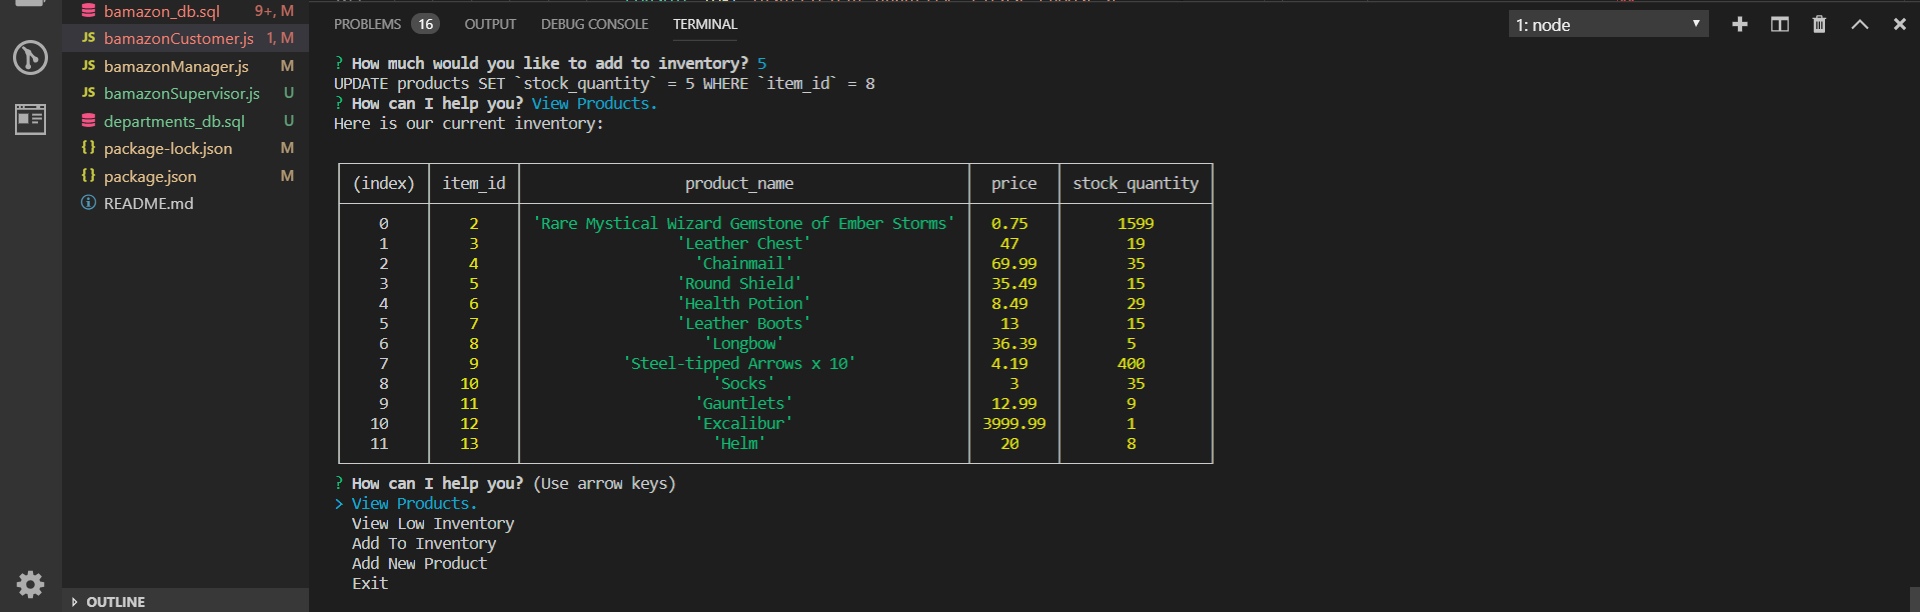 bamazon_db.sql 9+, M
bamazonCustomer.js 1, M
bamazonManager.js M
bamazonSupervisor.js U
departments_db.sql U
package-lock.json M
package.json M
README.md
OUTLINE
PROBLEMS 16 OUTPUT DEBUG CONSOLE TERMINAL 1: node
? How much would you like to add to inventory? 5
UPDATE products SET `stock_quantity` = 5 WHERE `item_id` = 8
? How can I help you? View Products.
Here is our current inventory:
(index) item_id product_name price stock_quantity
0 2 'Rare Mystical Wizard Gemstone of Ember Storms' 0.75 1599
1 3 'Leather Chest' 47 19
2 4 'Chainmail' 69.99 35
3 5 'Round Shield' 35.49 15
4 6 'Health Potion' 8.49 29
5 7 'Leather Boots' 13 15
6 8 'Longbow' 36.39 5
7 9 'Steel-tipped Arrows x 10' 4.19 400
8 10 'Socks' 3 35
9 11 'Gauntlets' 12.99 9
10 12 'Excalibur' 3999.99 1
11 13 'Helm' 20 8
? How can I help you? (Use arrow keys)
> View Products.
View Low Inventory
Add To Inventory
Add New Product
Exit